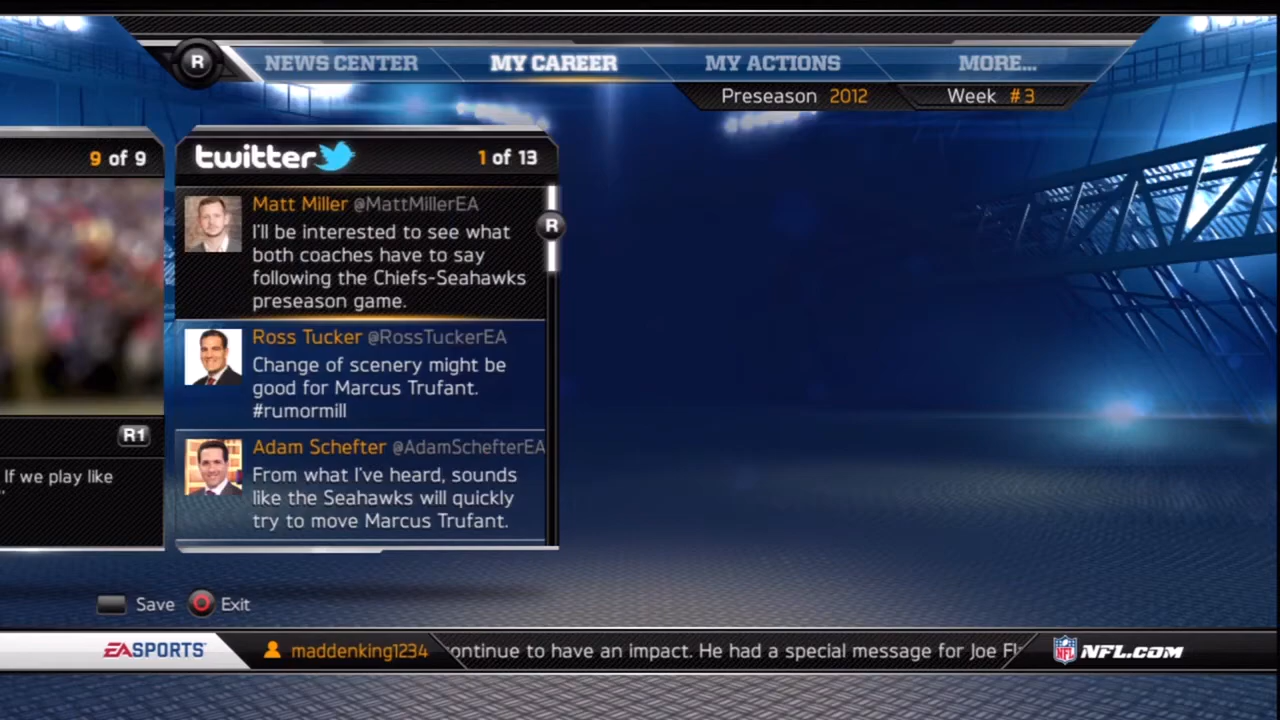 R
NEWS CENTER
MY CAREER
MY ACTIONS
MORE...
Preseason 2012
Week #3
9 of 9
R1
If we play like
"
twitter
1 of 13
Matt Miller @MattMillerEA
I'll be interested to see what
both coaches have to say
following the Chiefs-Seahawks
preseason game.
R
Ross Tucker @RossTuckerEA
Change of scenery might be
good for Marcus Trufant.
#rumormill
Adam Schefter @AdamSchefterEA
From what I've heard, sounds
like the Seahawks will quickly
try to move Marcus Trufant.
Save
Exit
EA SPORTS
maddenking1234
ontinue to have an impact. He had a special message for Joe Fl
NFL
NFL.COM